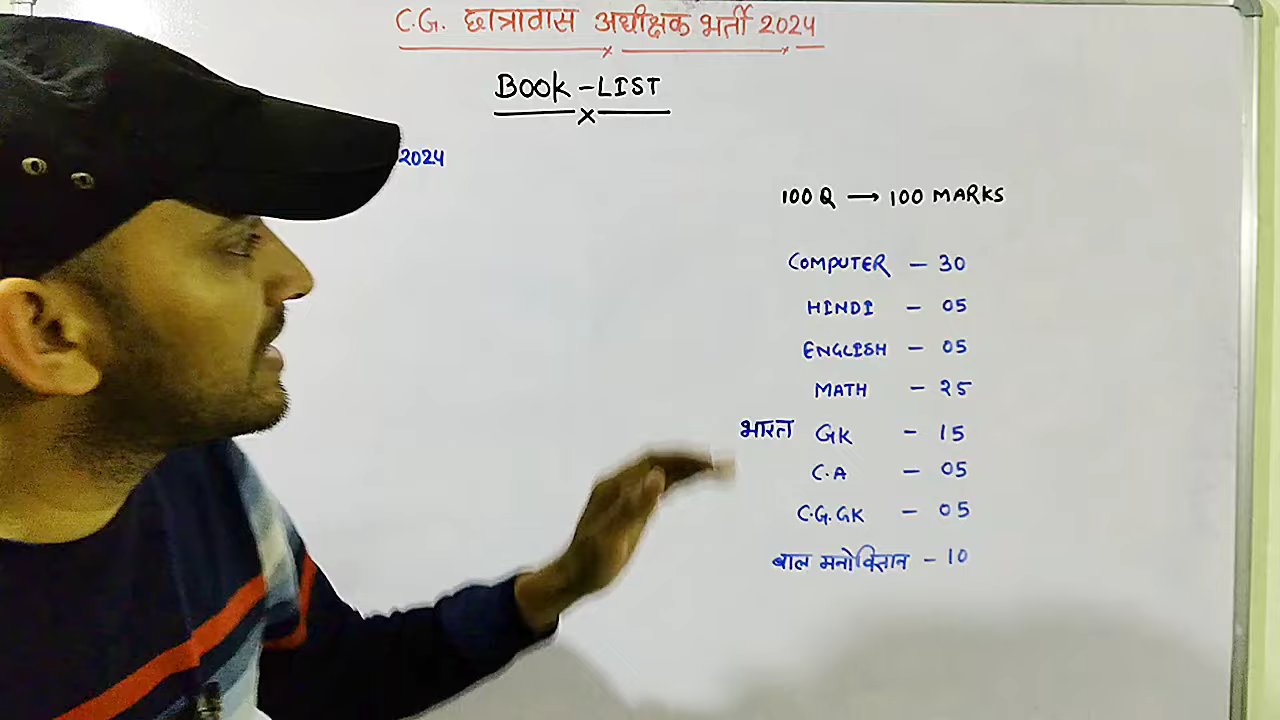 C.G. छात्रावास अधीक्षक भर्ती 2024
BOOK - LIST
2024
100 Q → 100 MARKS
COMPUTER - 30
HINDI - 05
ENGLISH - 05
MATH - 25
भारत GK - 15
C.A - 05
C.G.GK - 05
बाल मनोविज्ञान - 10